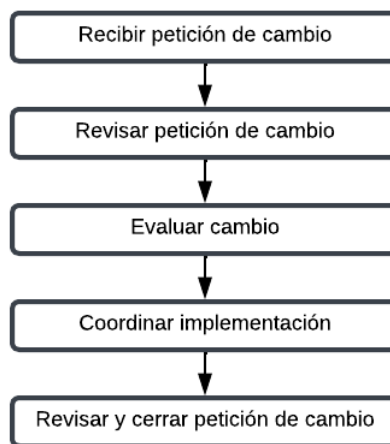 Recibir petición de cambio
Revisar petición de cambio
Evaluar cambio
Coordinar implementación
Revisar y cerrar petición de cambio